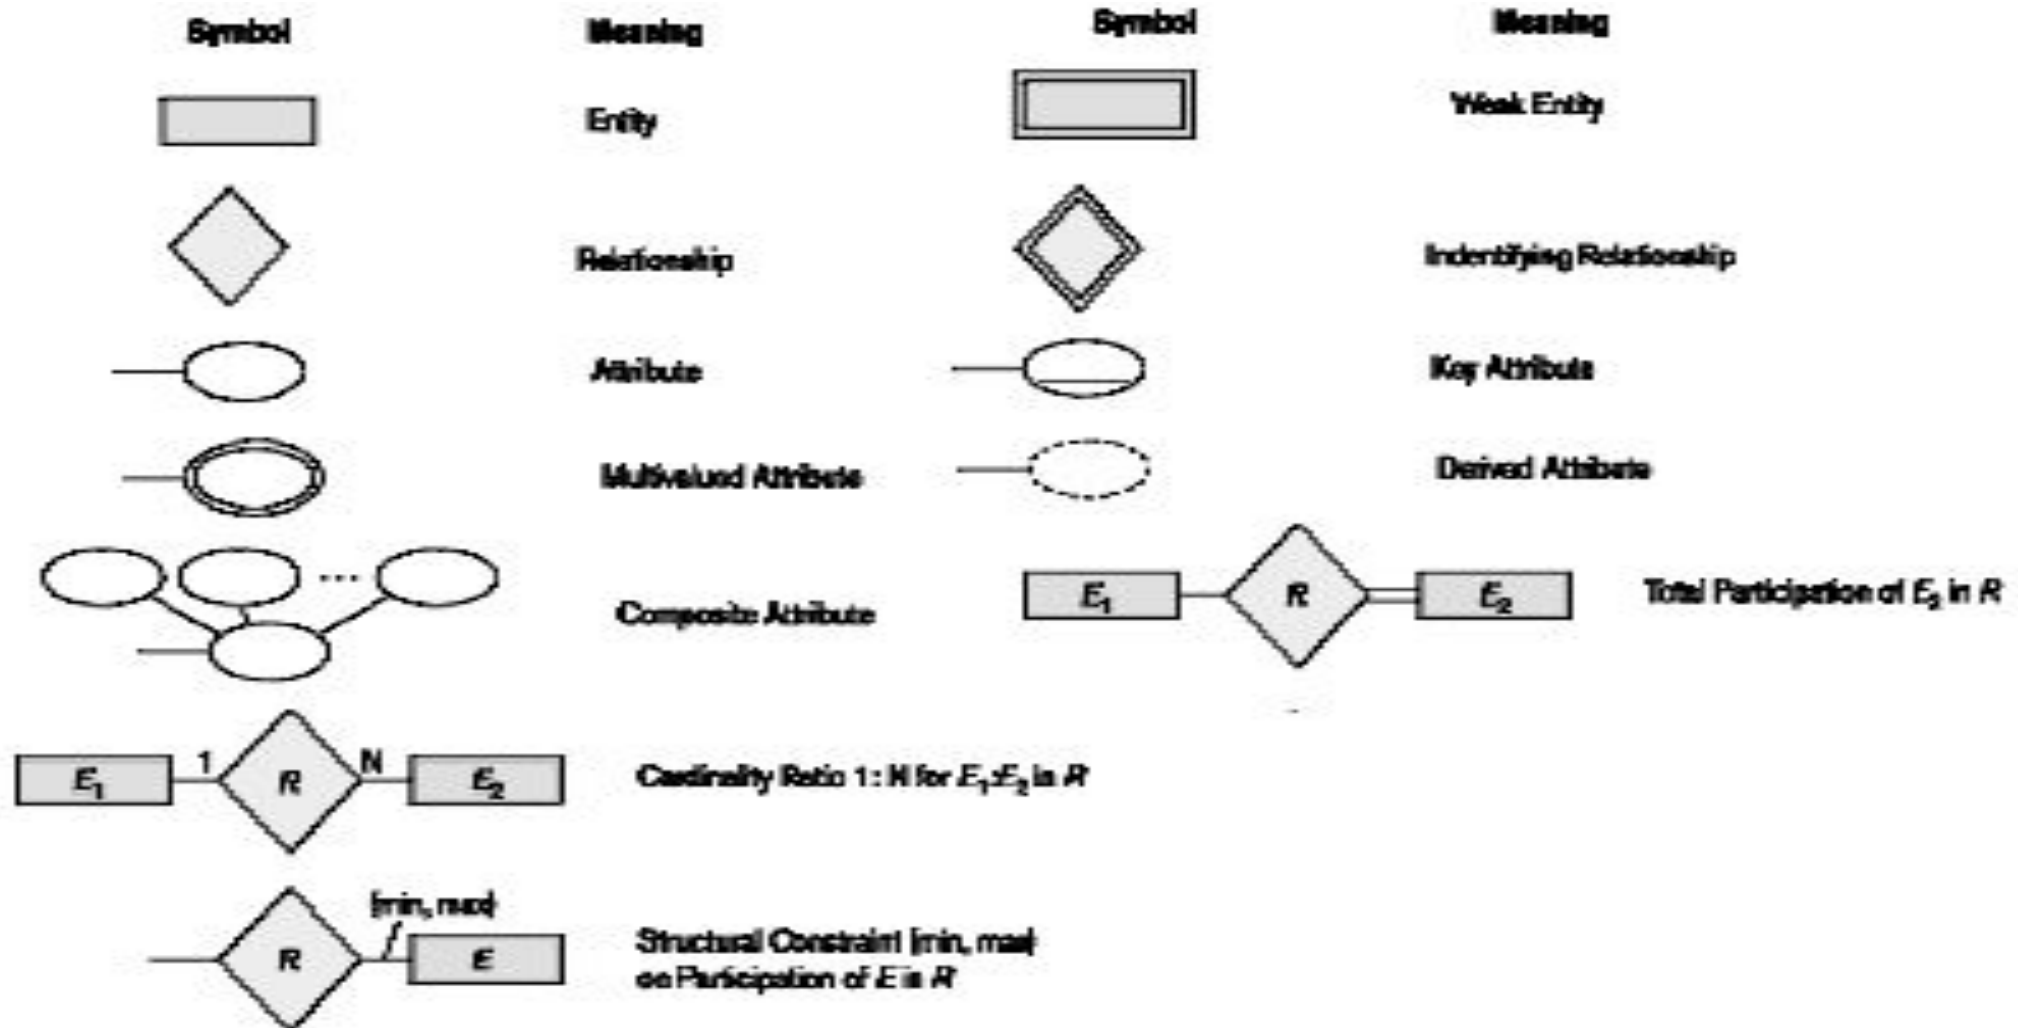 Symbol Meaning
Entity
Relationship
Attribute
Multivalued Attribute
...
Composite Attribute
E1 1 R N E2 Cardinality Ratio 1: N for E1:E2 in R
(min, max)
R E Structural Constraint (min, max)
on Participation of E in R
Symbol Meaning
Weak Entity
Indentifying Relationship
Key Attribute
Derived Attribute
E1 R E2 Total Participation of E2 in R